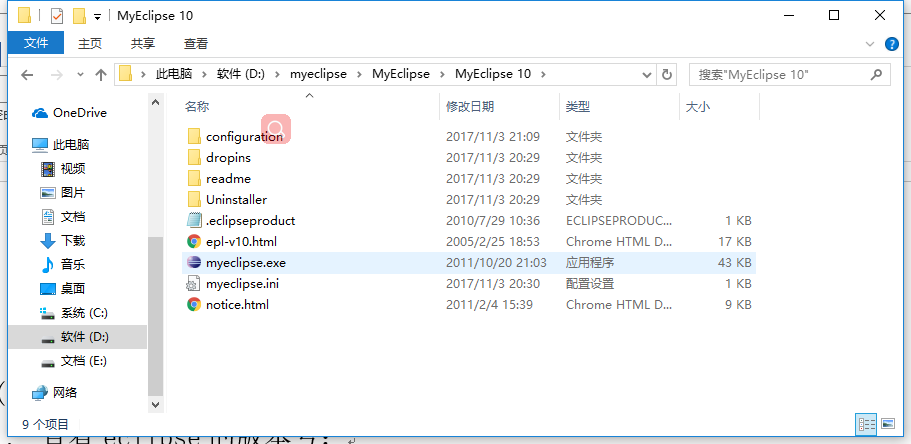 MyEclipse 10
文件 主页 共享 查看
此电脑 软件 (D:) myeclipse MyEclipse MyEclipse 10 搜索"MyEclipse 10"
名称 修改日期 类型 大小
OneDrive
此电脑
视频
图片
文档
下载
音乐
桌面
系统 (C:)
软件 (D:)
文档 (E:)
网络
configuration 2017/11/3 21:09 文件夹
dropins 2017/11/3 20:29 文件夹
readme 2017/11/3 20:29 文件夹
Uninstaller 2017/11/3 20:29 文件夹
.eclipseproduct 2010/7/29 10:36 ECLIPSEPRODUC... 1 KB
epl-v10.html 2005/2/25 18:53 Chrome HTML D... 17 KB
myeclipse.exe 2011/10/20 21:03 应用程序 43 KB
myeclipse.ini 2017/11/3 20:30 配置设置 1 KB
notice.html 2011/2/4 15:39 Chrome HTML D... 9 KB
9 个项目